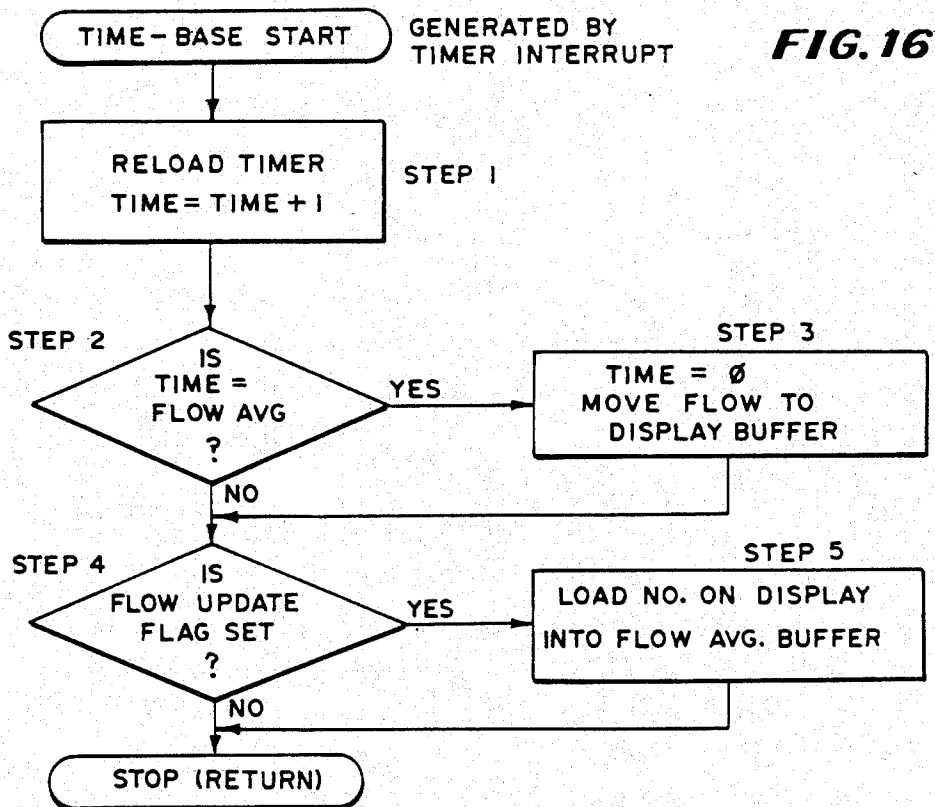 TIME-BASE START
GENERATED BY
TIMER INTERRUPT
FIG. 16
RELOAD TIMER
TIME = TIME + 1
STEP 1
STEP 2
IS
TIME =
FLOW AVG
?
YES
NO
STEP 3
TIME = Ø
MOVE FLOW TO
DISPLAY BUFFER
STEP 4
IS
FLOW UPDATE
FLAG SET
?
YES
NO
STEP 5
LOAD NO. ON DISPLAY
INTO FLOW AVG. BUFFER
STOP (RETURN)